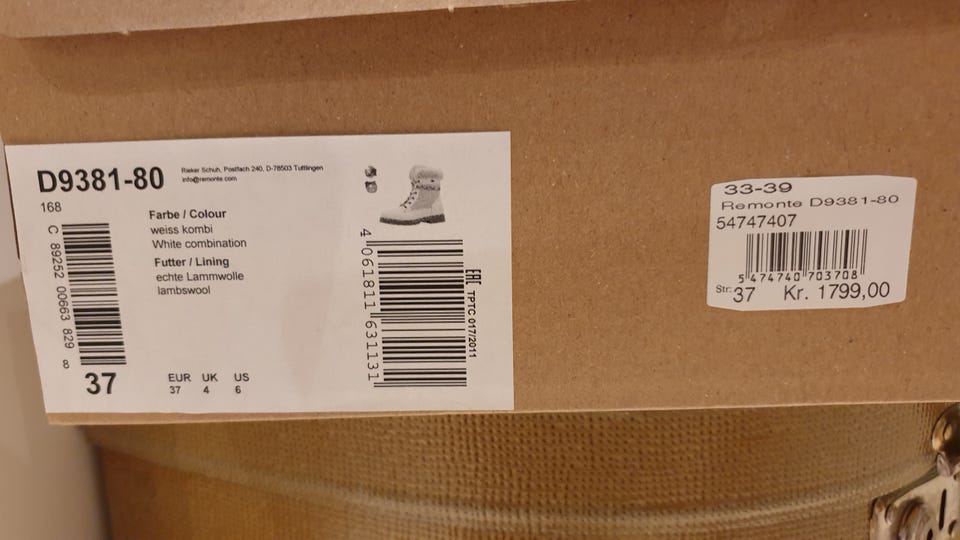 D9381-80
Rieker Schuh, Postfach 240, D-78503 Tuttlingen
info@remonte.com
168
C 89252 00663 829 8
Farbe / Colour
weiss kombi
White combination
Futter / Lining
echte Lammwolle
lambswool
37
EUR UK US
37 4 6
4 061811 631131
EAC TPTC 017/2011
33-39
Remonte D9381-80
54747407
5 474740 703708
Str: 37 Kr. 1799,00